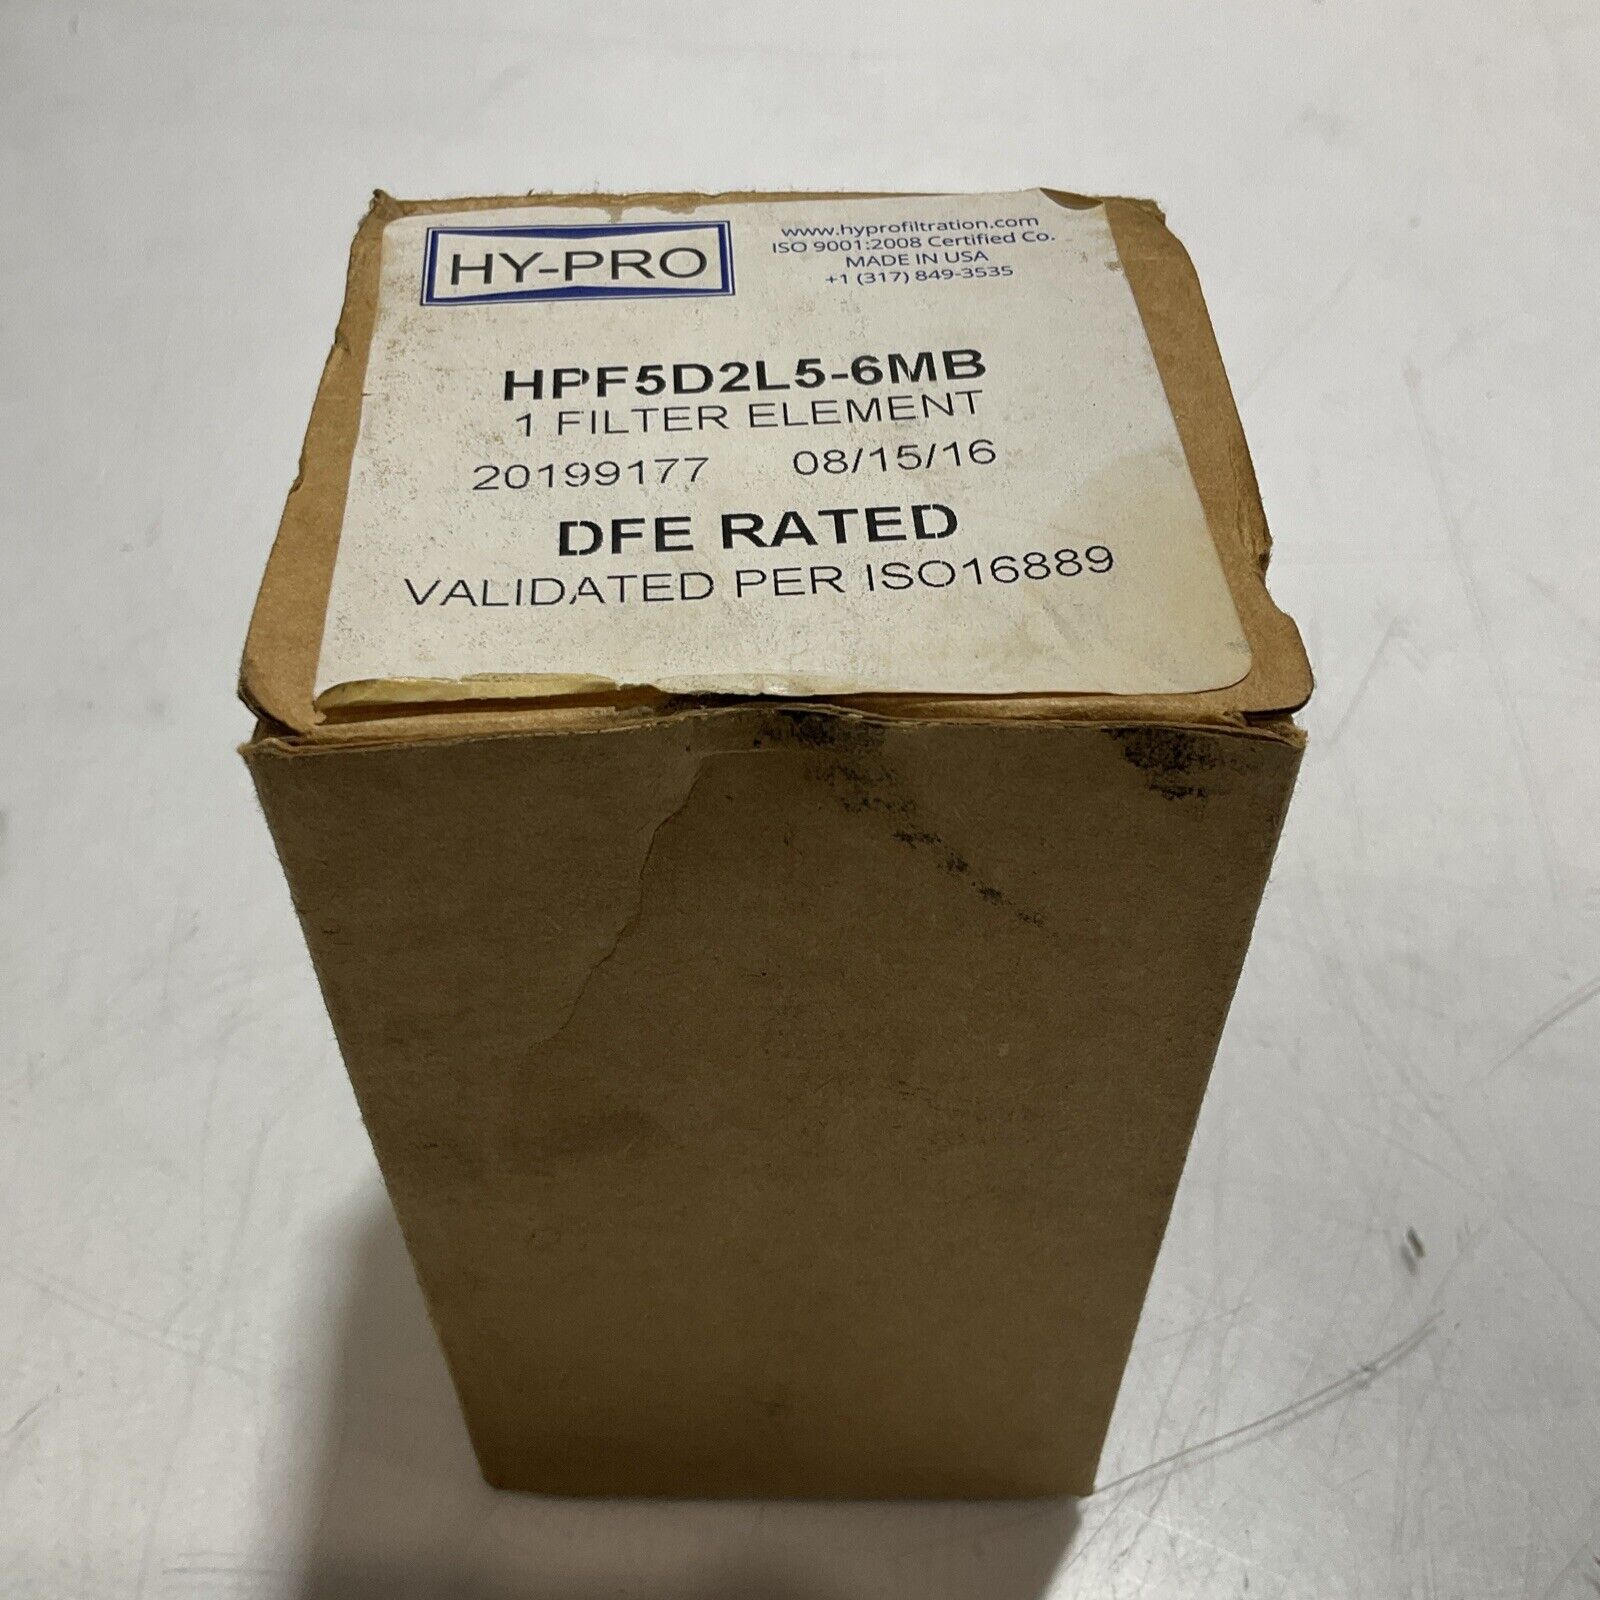 HY-PRO
www.hyprofiltration.com
ISO 9001:2008 Certified Co.
MADE IN USA
+1 (317) 849-3535
HPF5D2L5-6MB
1 FILTER ELEMENT
20199177 08/15/16
DFE RATED
VALIDATED PER ISO16889